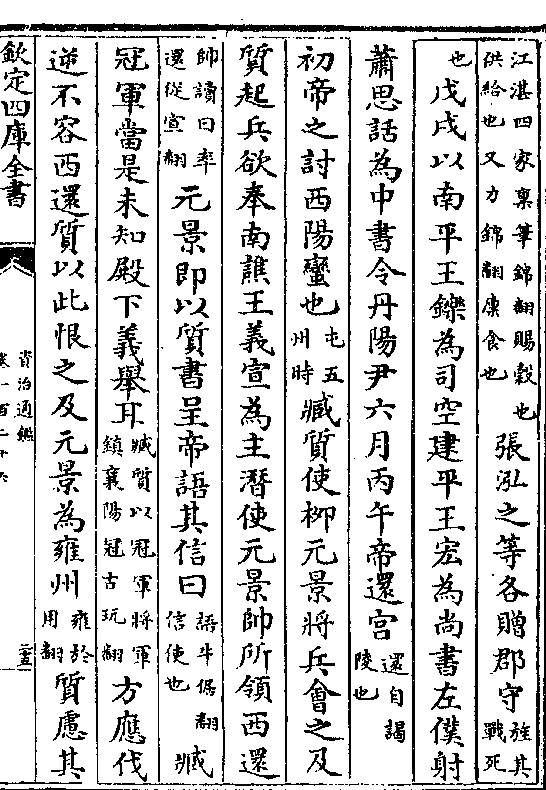 江湛四家稟筆錦翻賜穀也
供給也又力錦翻廩食也
張泓之等各贈郡守旌其
戰死
也戊戌以南平王鑠為司空建平王宏為尚書左僕射
蕭思話為中書令丹陽尹六月丙午帝還宮還自謁
陵也
初帝之討西陽蠻也屯五
州時臧質使柳元景將兵會之及
質起兵欲奉南譙王義宣為主潛使元景帥所領西還
帥讀曰率
還從宣翻元景即以質書呈帝語其信曰語牛倨翻
信使也臧
冠軍當是未知殿下義舉耳臧質以冠軍將軍
鎮襄陽冠古玩翻方應伐
逆不容西還質以此恨之及元景為雍州雍於
用翻質慮其
欽定四庫全書
資治通鑑
卷一百二十七